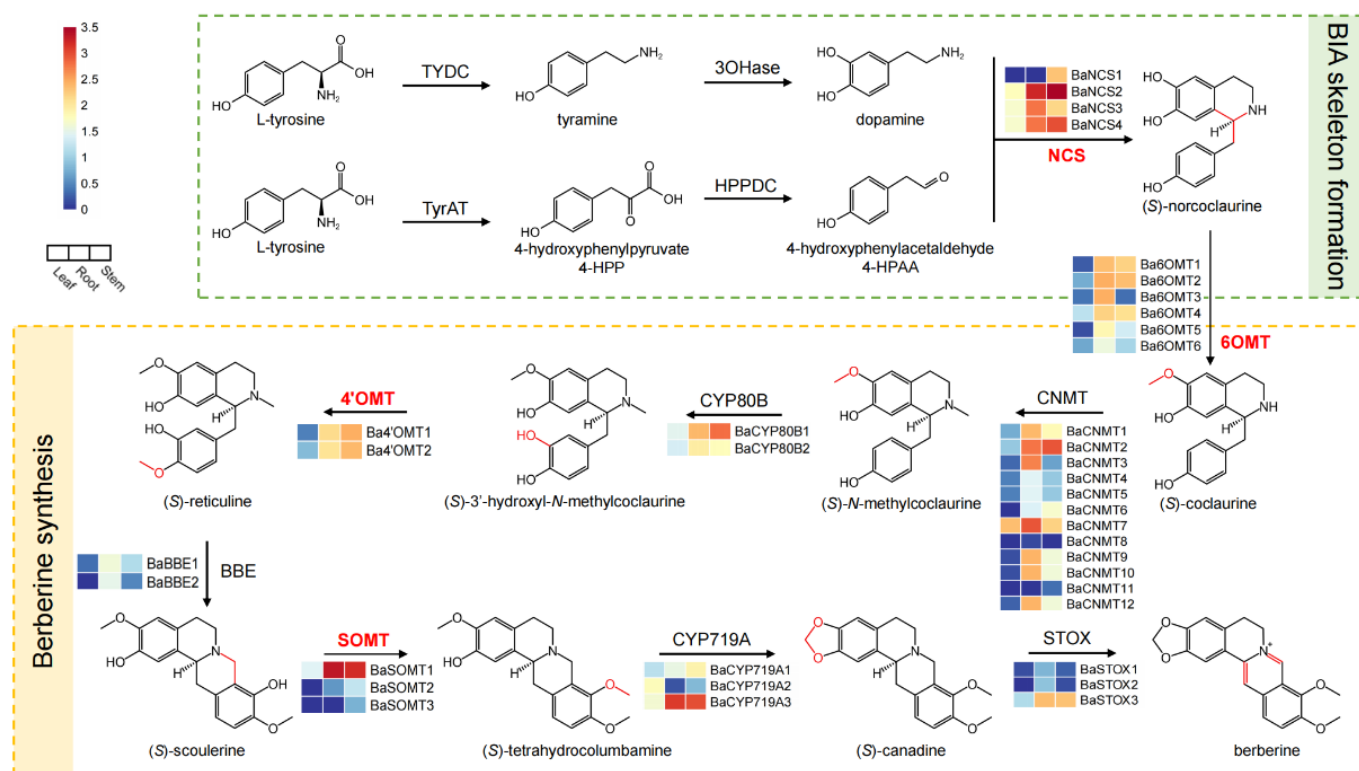 3.5
3
2.5
2
1.5
1
0.5
0
Leaf
Root
Stem
BIA skeleton formation
L-tyrosine
TYDC
tyramine
3OHase
dopamine
L-tyrosine
TyrAT
4-hydroxyphenylpyruvate
4-HPP
HPPDC
4-hydroxyphenylacetaldehyde
4-HPAA
BaNCS1
BaNCS2
BaNCS3
BaNCS4
NCS
(S)-norcoclaurine
Ba6OMT1
Ba6OMT2
Ba6OMT3
Ba6OMT4
Ba6OMT5
Ba6OMT6
6OMT
Berberine synthesis
(S)-coclaurine
CNMT
BaCNMT1
BaCNMT2
BaCNMT3
BaCNMT4
BaCNMT5
BaCNMT6
BaCNMT7
BaCNMT8
BaCNMT9
BaCNMT10
BaCNMT11
BaCNMT12
(S)-N-methylcoclaurine
CYP80B
BaCYP80B1
BaCYP80B2
(S)-3'-hydroxyl-N-methylcoclaurine
4'OMT
Ba4'OMT1
Ba4'OMT2
(S)-reticuline
BBE
BaBBE1
BaBBE2
(S)-scoulerine
SOMT
BaSOMT1
BaSOMT2
BaSOMT3
(S)-tetrahydrocolumbamine
CYP719A
BaCYP719A1
BaCYP719A2
BaCYP719A3
(S)-canadine
STOX
BaSTOX1
BaSTOX2
BaSTOX3
berberine